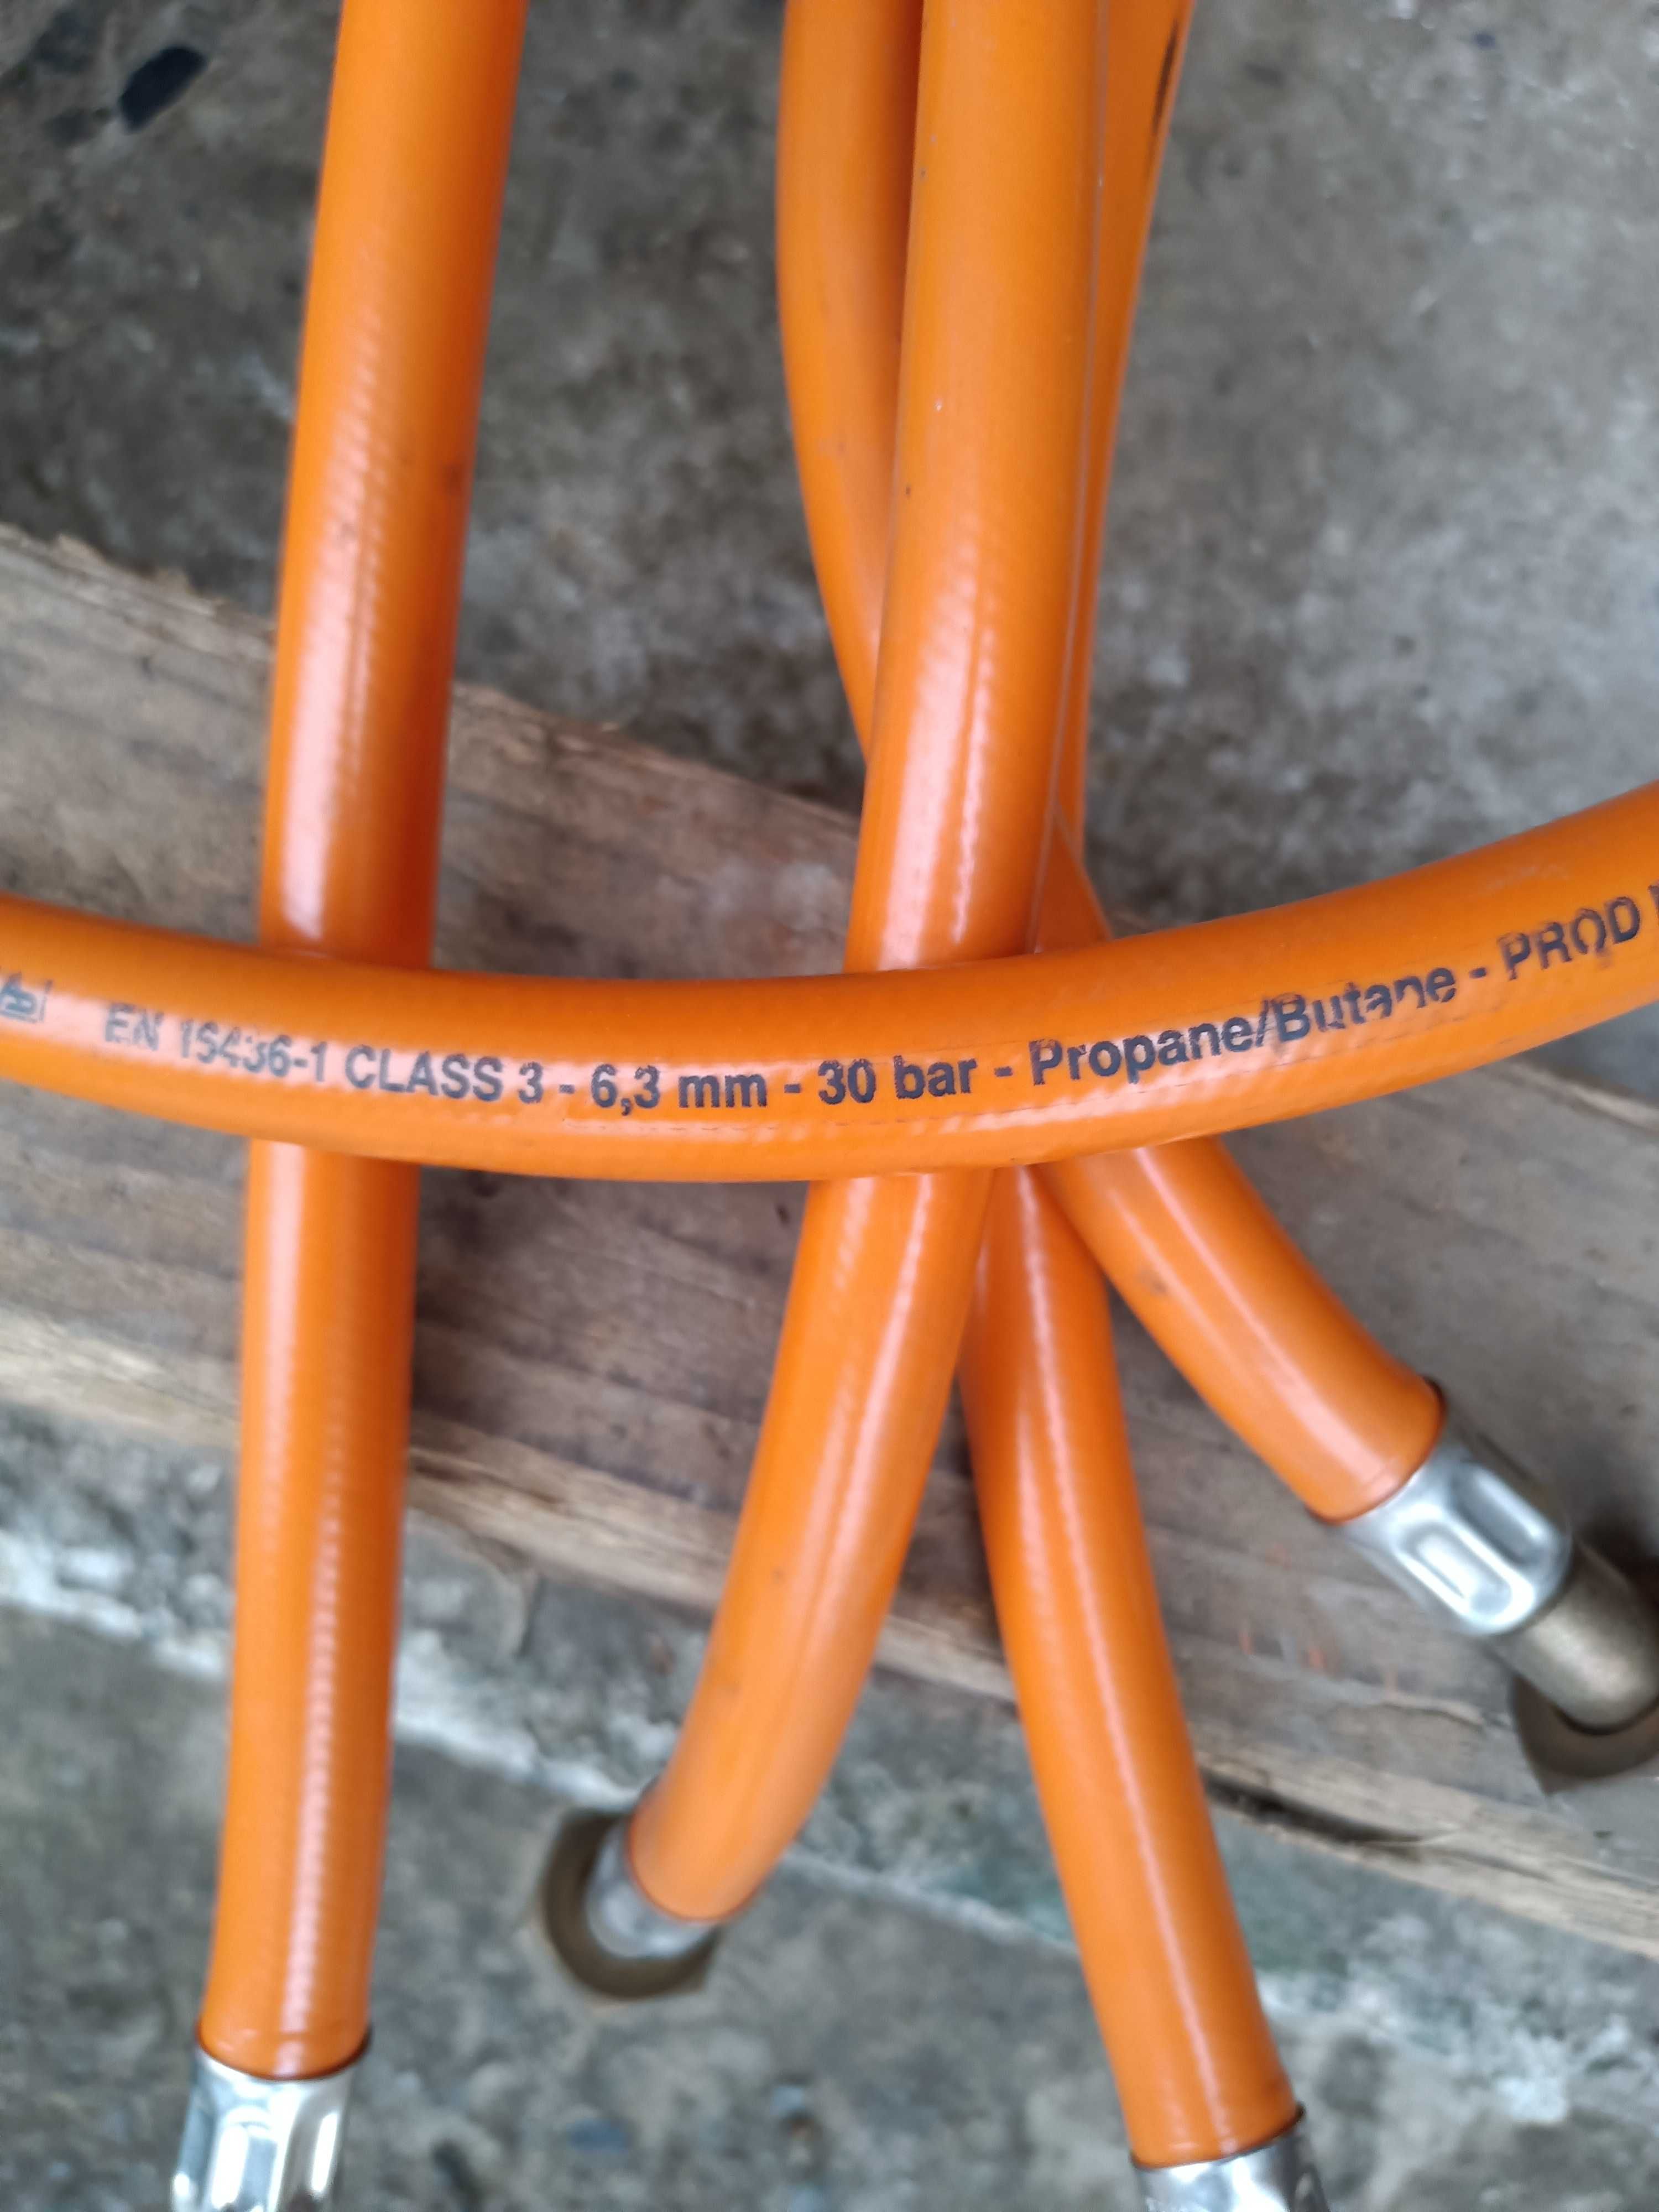 EN 16436-1 CLASS 3 - 6,3 mm - 30 bar - Propane/Butane - PROD